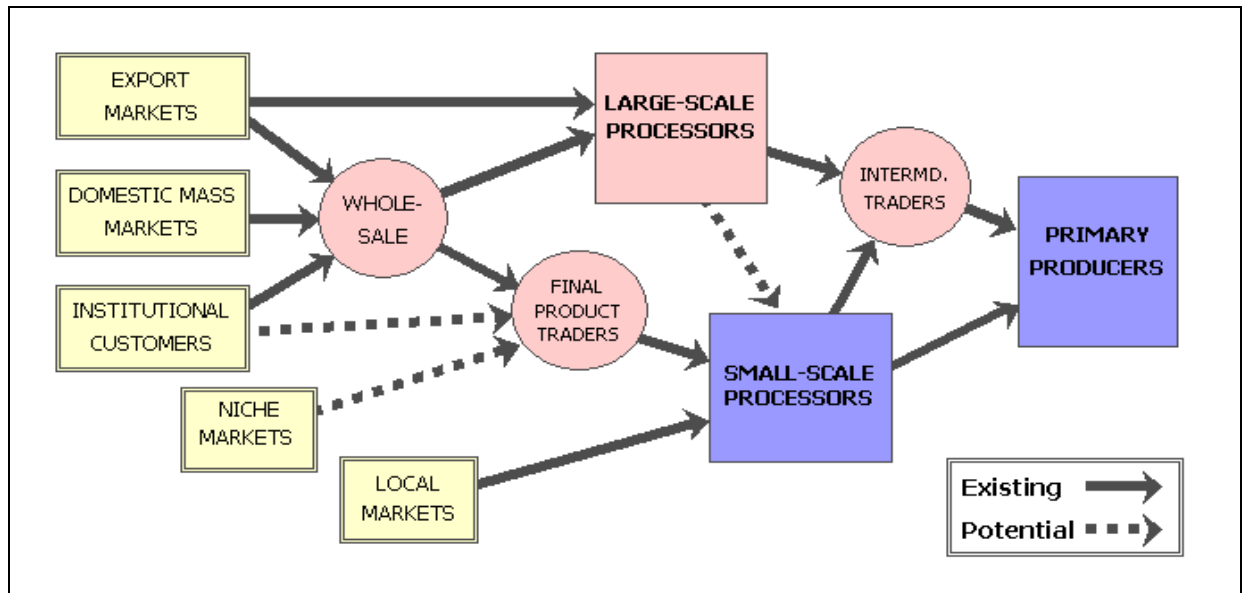 EXPORT
MARKETS
DOMESTIC MASS
MARKETS
INSTITUTIONAL
CUSTOMERS
NICHE
MARKETS
LOCAL
MARKETS
WHOLE-
SALE
FINAL
PRODUCT
TRADERS
LARGE-SCALE
PROCESSORS
SMALL-SCALE
PROCESSORS
INTERMD.
TRADERS
PRIMARY
PRODUCERS
Existing
Potential